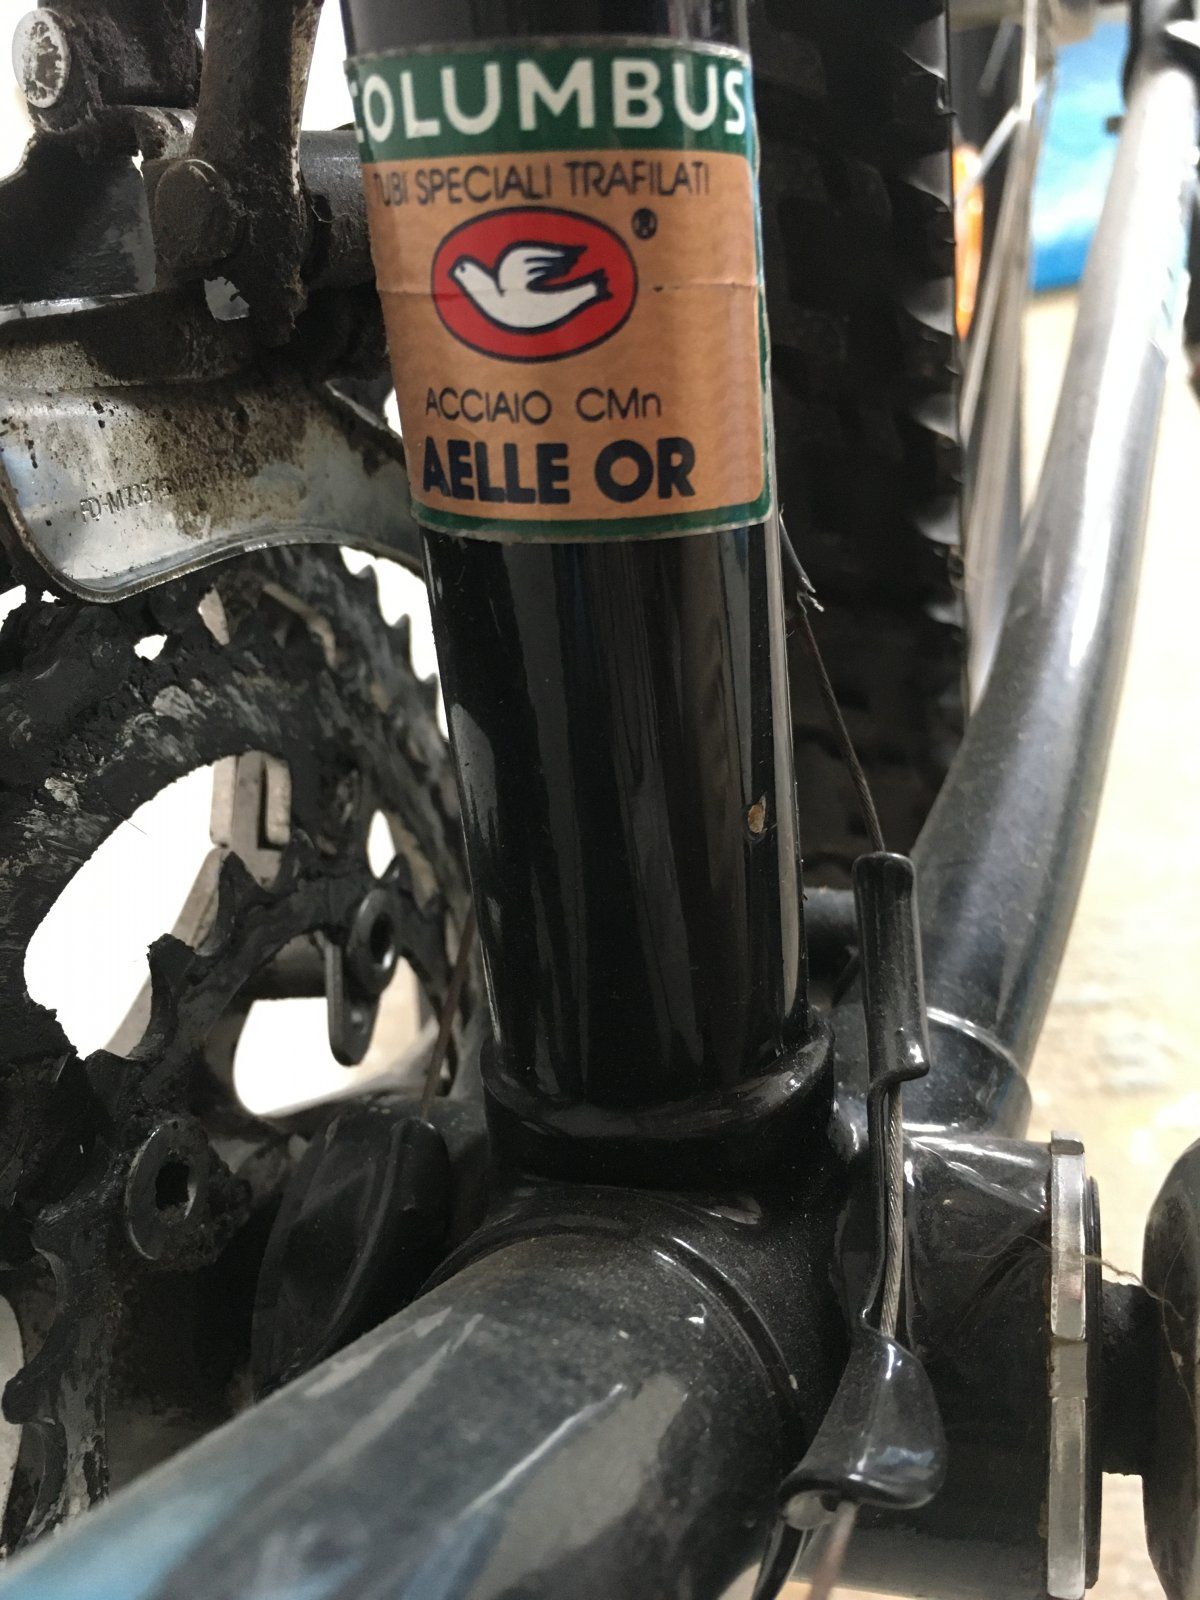 COLUMBUS
TUBI SPECIALI TRAFILATI
®
ACCIAIO CMn
AELLE OR